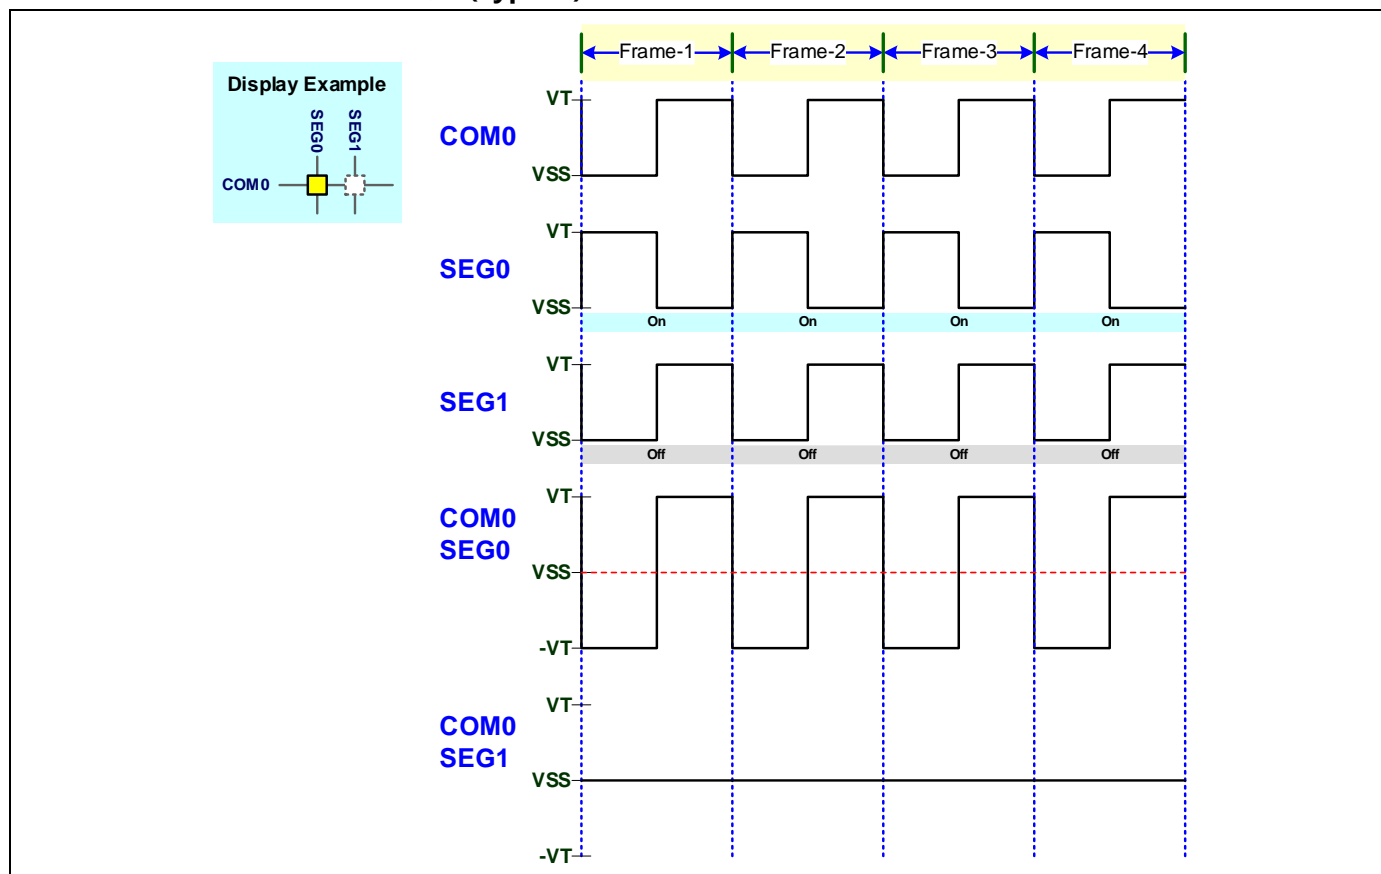 Frame-1 Frame-2 Frame-3 Frame-4
Display Example
SEG0 SEG1
COM0
COM0
VT
VSS
SEG0
VT
VSS
On On On On
SEG1
VT
VSS
Off Off Off Off
COM0
SEG0
VT
VSS
-VT
COM0
SEG1
VT
VSS
-VT